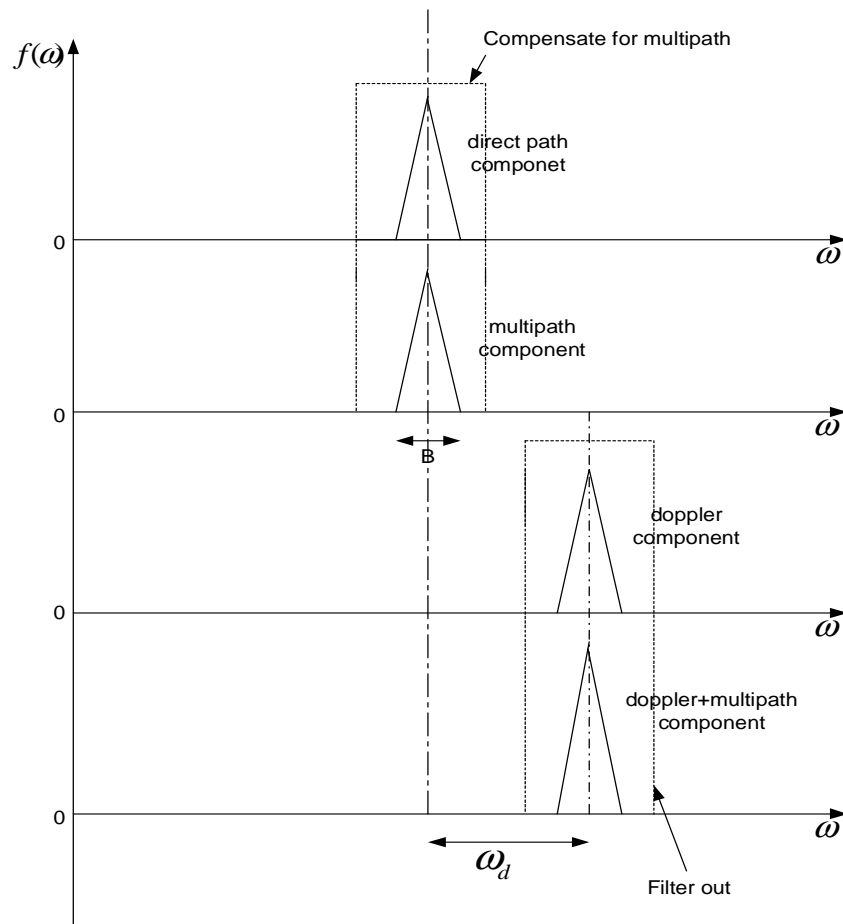 Compensate for multipath
f(ω)
direct path
componet
0
ω
multipath
component
0
ω
B
doppler
component
0
ω
doppler+multipath
component
0
ω
ω_d
Filter out